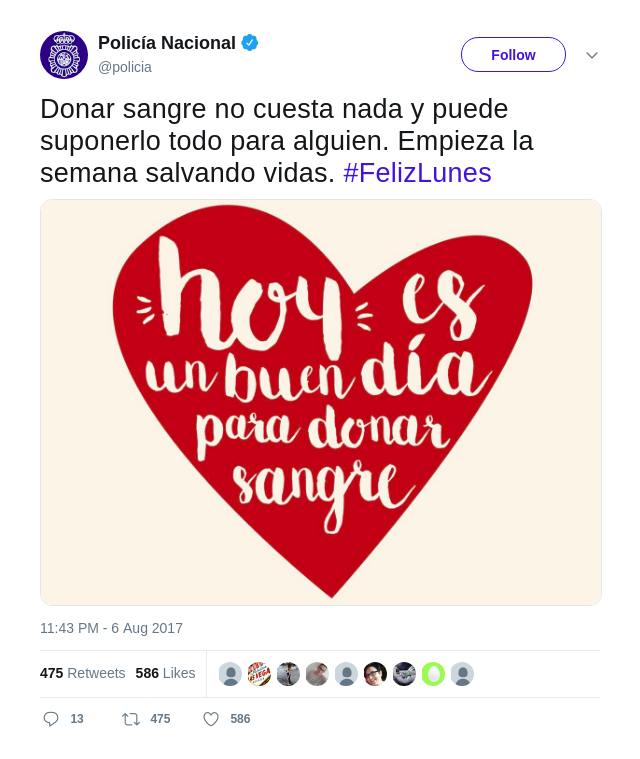 Policía Nacional
@policia
Follow
Donar sangre no cuesta nada y puede
suponerlo todo para alguien. Empieza la
semana salvando vidas. #FelizLunes
hoy es
un buen día
para donar
sangre
11:43 PM - 6 Aug 2017
475 Retweets 586 Likes
13 475 586